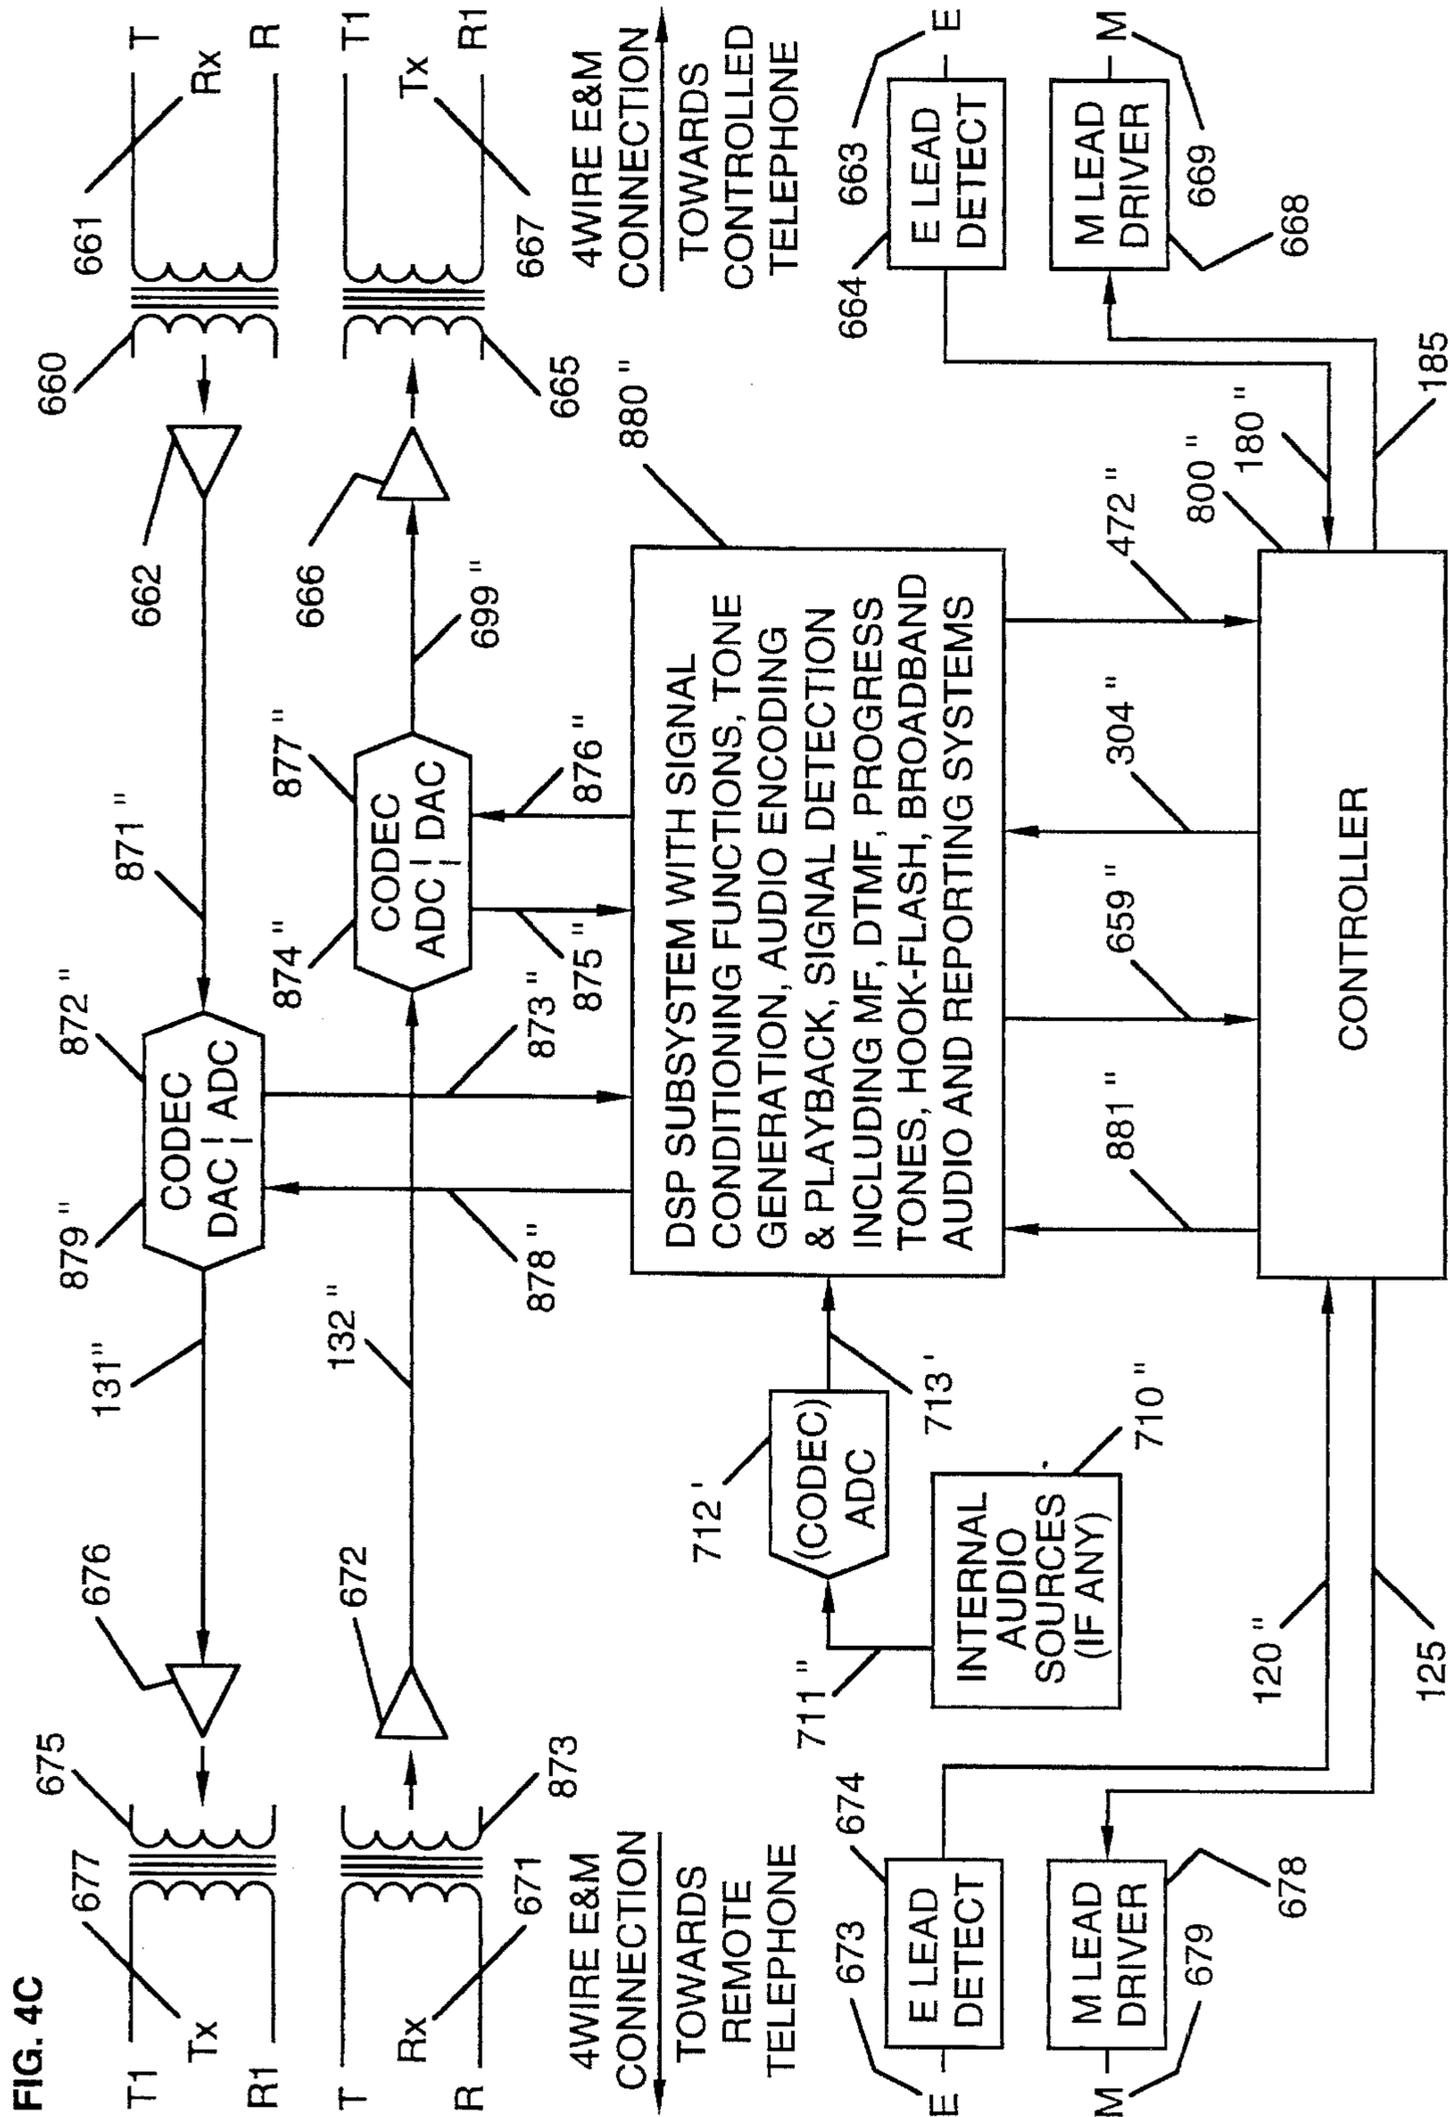 FIG. 4C
T1
Tx
R1
677
675
676
131"
879"
872"
CODEC
DAC ADC
871"
662
660
661
T
Rx
R
T
Rx
R
671
873
672
132"
878"
873"
874"
877"
CODEC
ADC DAC
875"
876"
699"
666
665
667
T1
Tx
R1
4WIRE E&M
CONNECTION
TOWARDS
REMOTE
TELEPHONE
4WIRE E&M
CONNECTION
TOWARDS
CONTROLLED
TELEPHONE
880"
DSP SUBSYSTEM WITH SIGNAL
CONDITIONING FUNCTIONS, TONE
GENERATION, AUDIO ENCODING
& PLAYBACK, SIGNAL DETECTION
INCLUDING MF, DTMF, PROGRESS
TONES, HOOK-FLASH, BROADBAND
AUDIO AND REPORTING SYSTEMS
712'
(CODEC)
ADC
713'
711"
INTERNAL
AUDIO
SOURCES
(IF ANY)
710"
673
674
E
E LEAD
DETECT
M
M LEAD
DRIVER
679
678
664
663
E LEAD
DETECT
E
M LEAD
DRIVER
M
669
668
881"
659"
304"
472"
800"
180"
185
120"
125
CONTROLLER